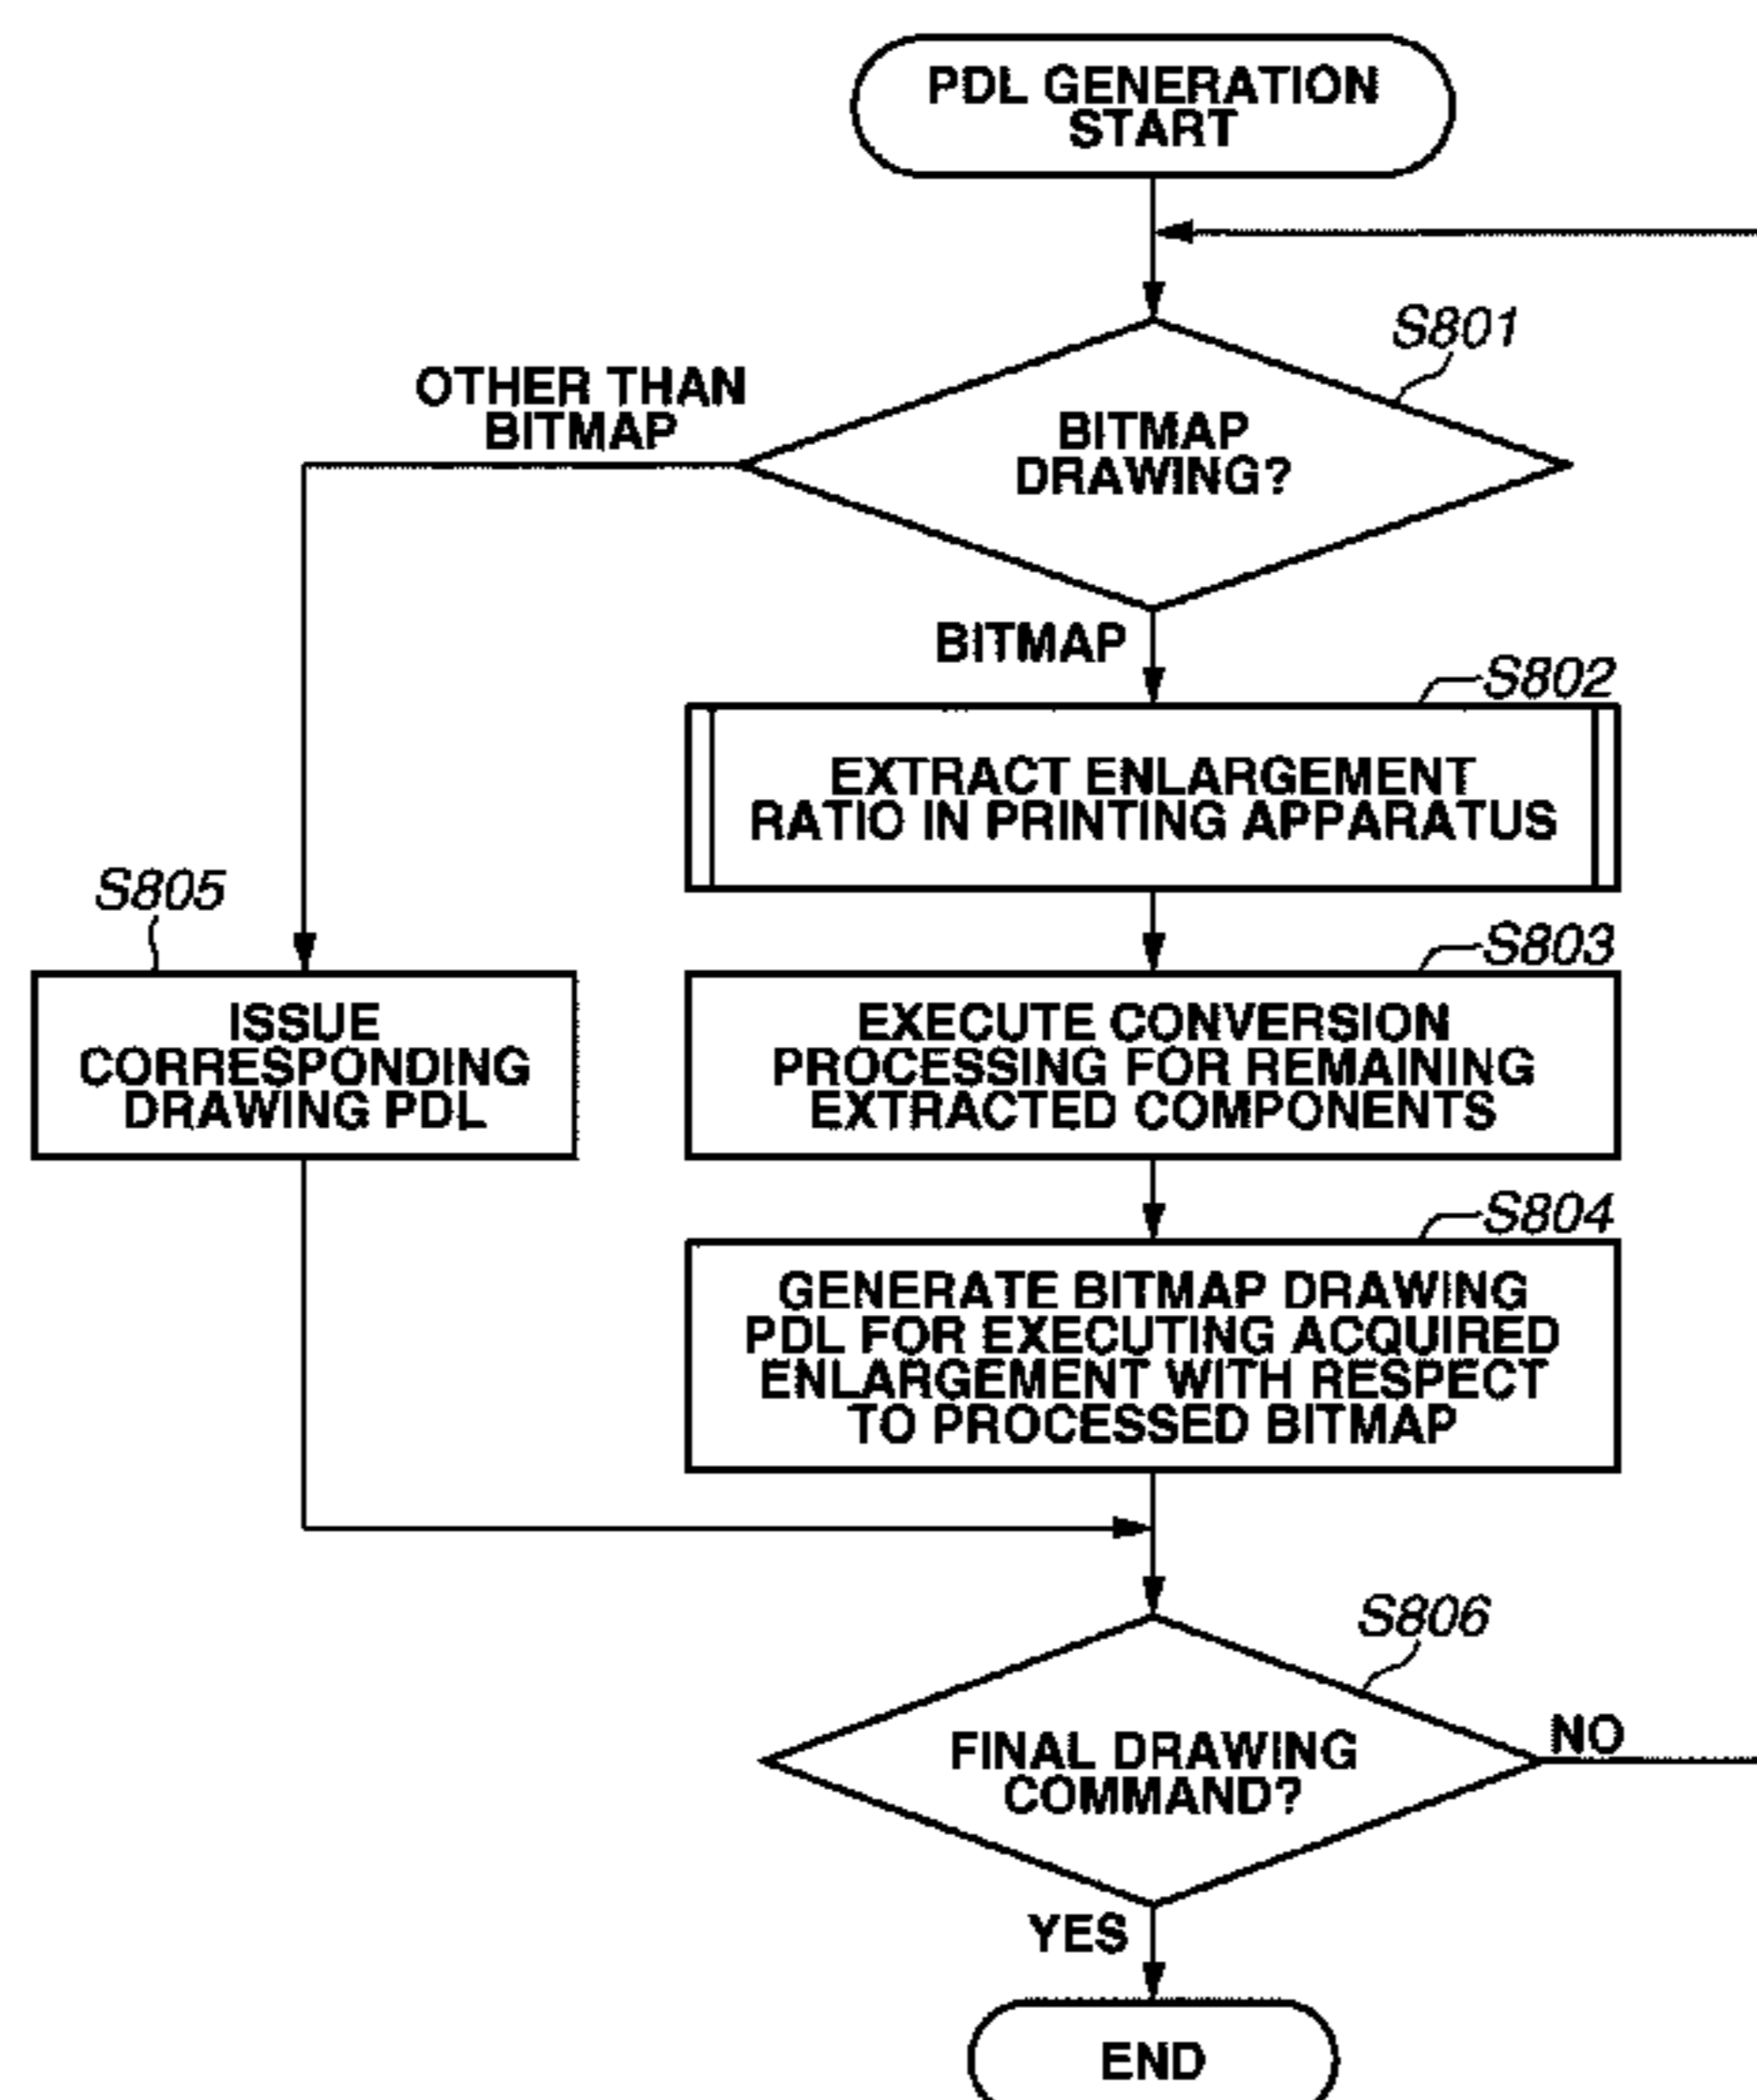 PDL GENERATION
START
S801
OTHER THAN
BITMAP
BITMAP
DRAWING?
BITMAP
S802
EXTRACT ENLARGEMENT
RATIO IN PRINTING APPARATUS
S805
S803
ISSUE
CORRESPONDING
DRAWING PDL
EXECUTE CONVERSION
PROCESSING FOR REMAINING
EXTRACTED COMPONENTS
S804
GENERATE BITMAP DRAWING
PDL FOR EXECUTING ACQUIRED
ENLARGEMENT WITH RESPECT
TO PROCESSED BITMAP
S806
FINAL DRAWING
COMMAND?
NO
YES
END